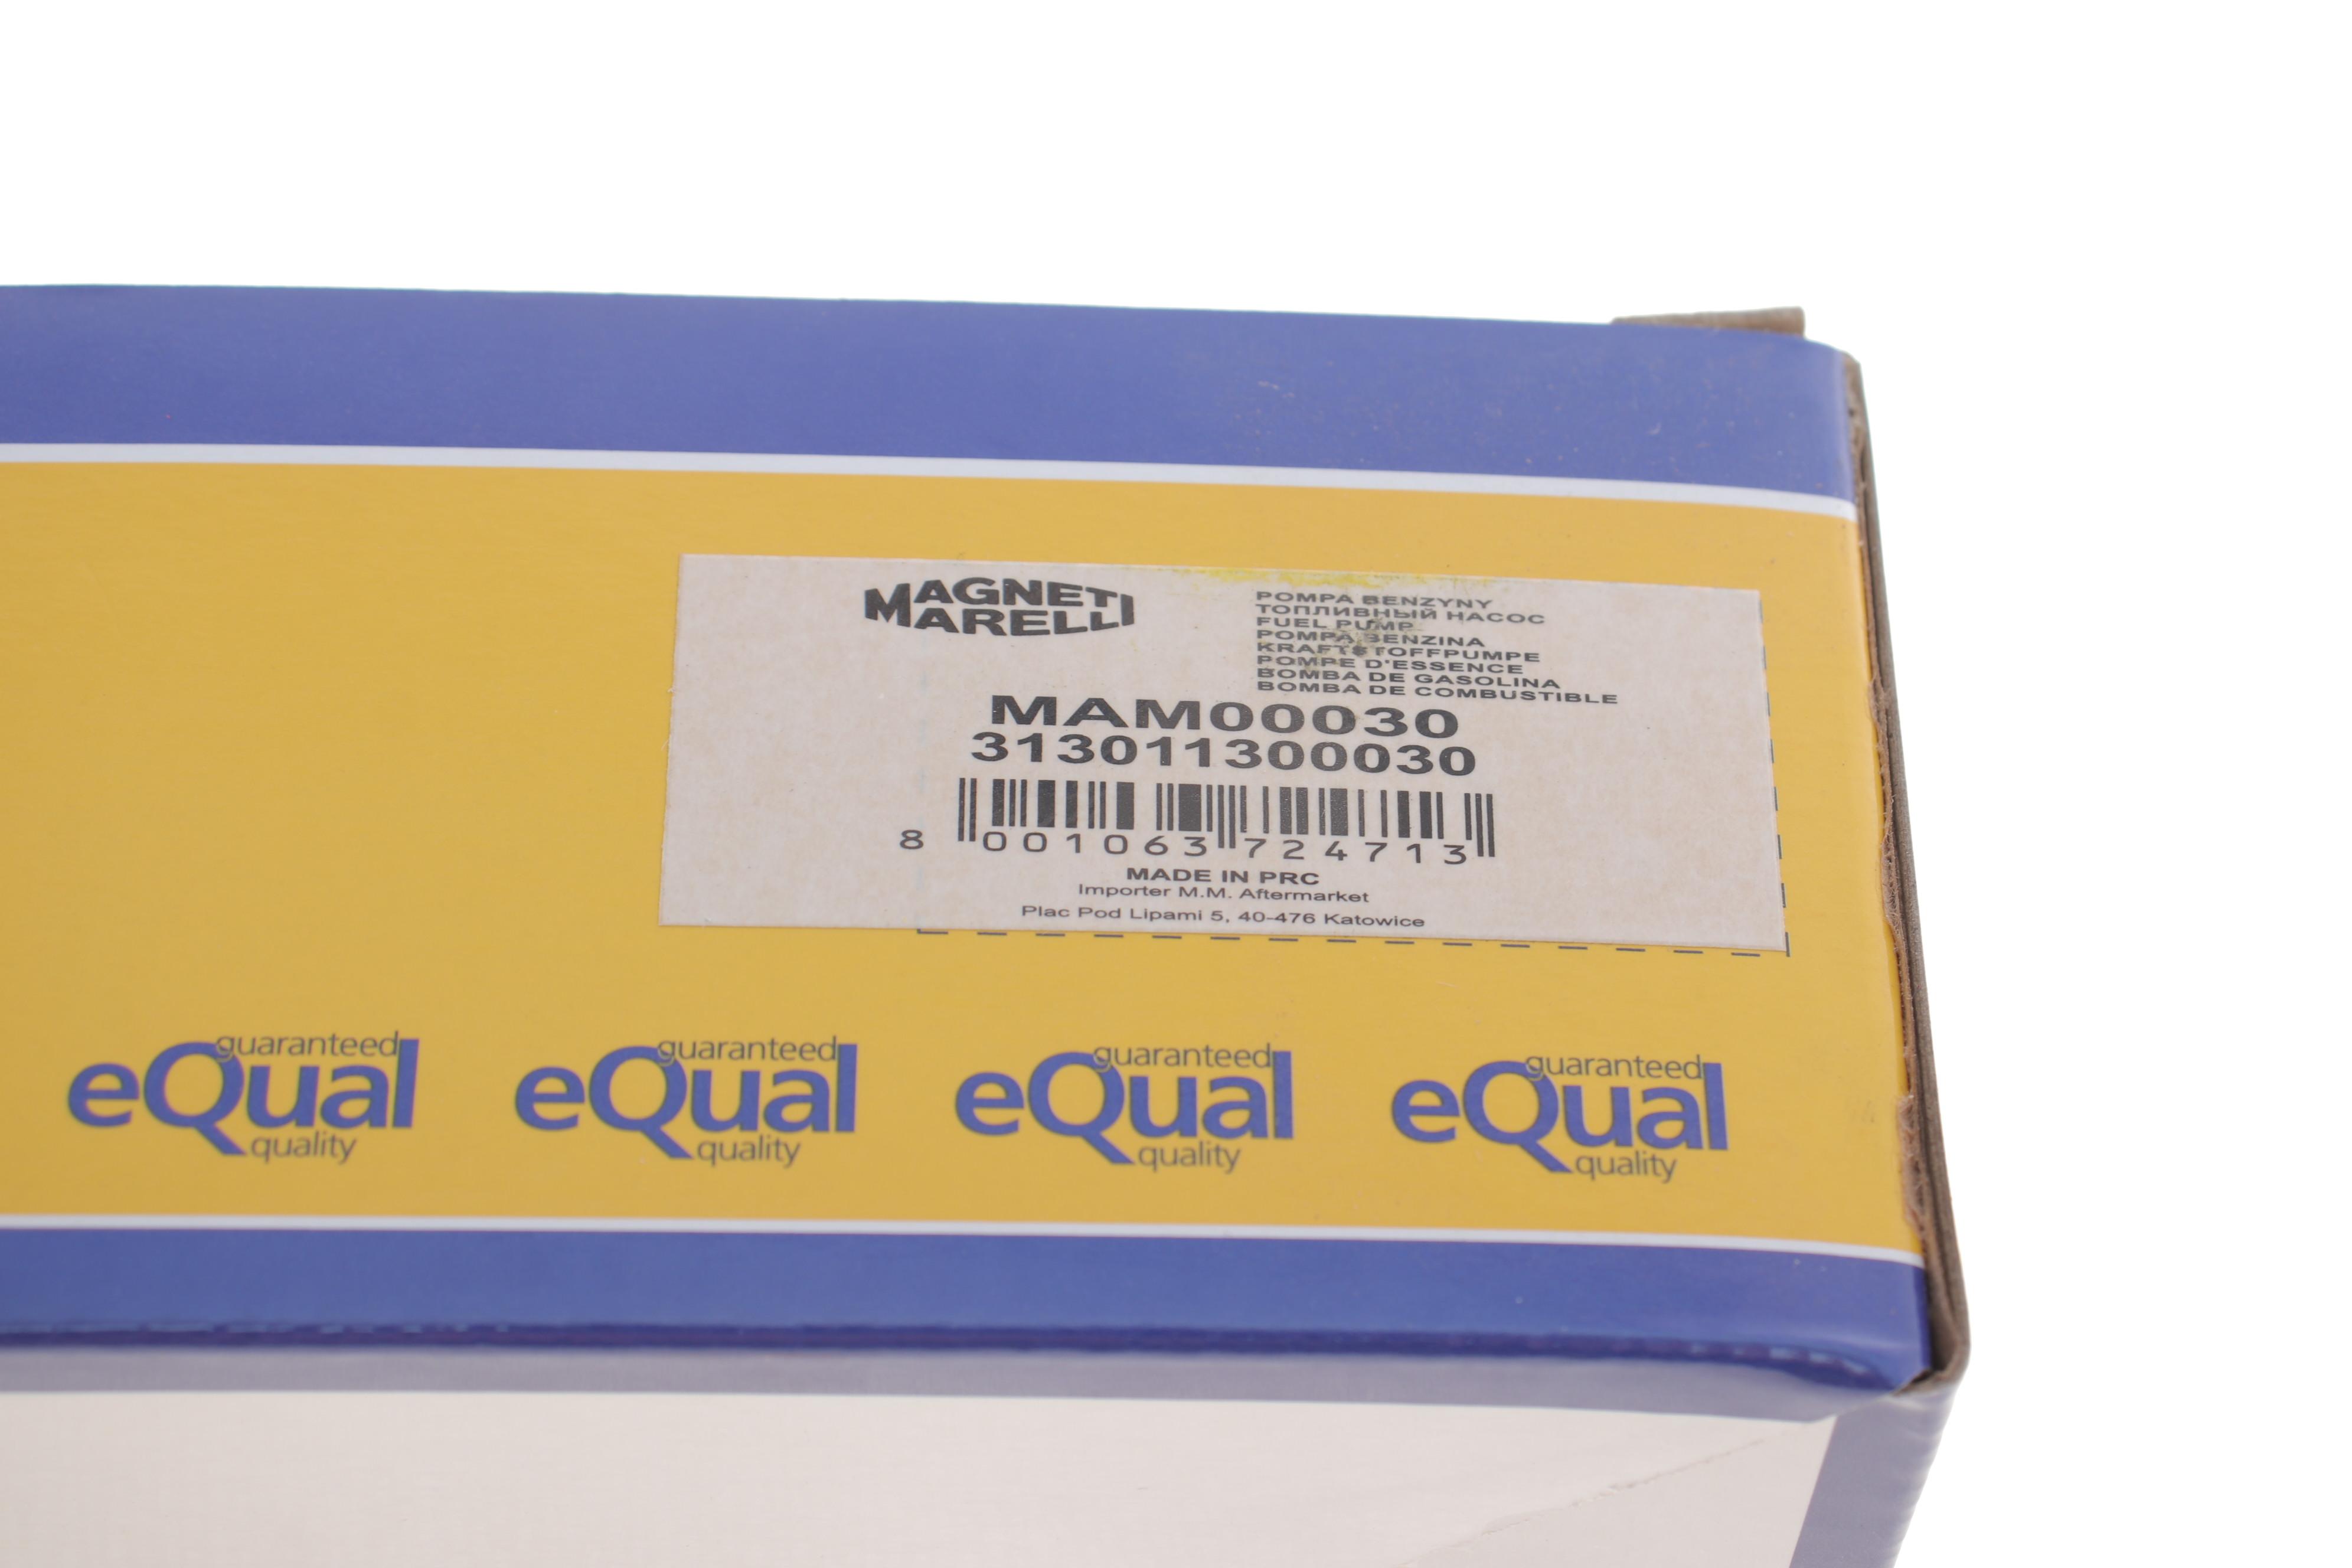 MAGNETI
MARELLI
POMPA BENZYNY
ТОПЛИВНЫЙ НАСОС
FUEL PUMP
POMPA BENZINA
KRAFTSTOFFPUMPE
POMPE D'ESSENCE
BOMBA DE GASOLINA
BOMBA DE COMBUSTIBLE
MAM00030
313011300030
8 001063 724713
MADE IN PRC
Importer M.M. Aftermarket
Plac Pod Lipami 5, 40-476 Katowice
guaranteed
eQual
quality
guaranteed
eQual
quality
guaranteed
eQual
quality
guaranteed
eQual
quality